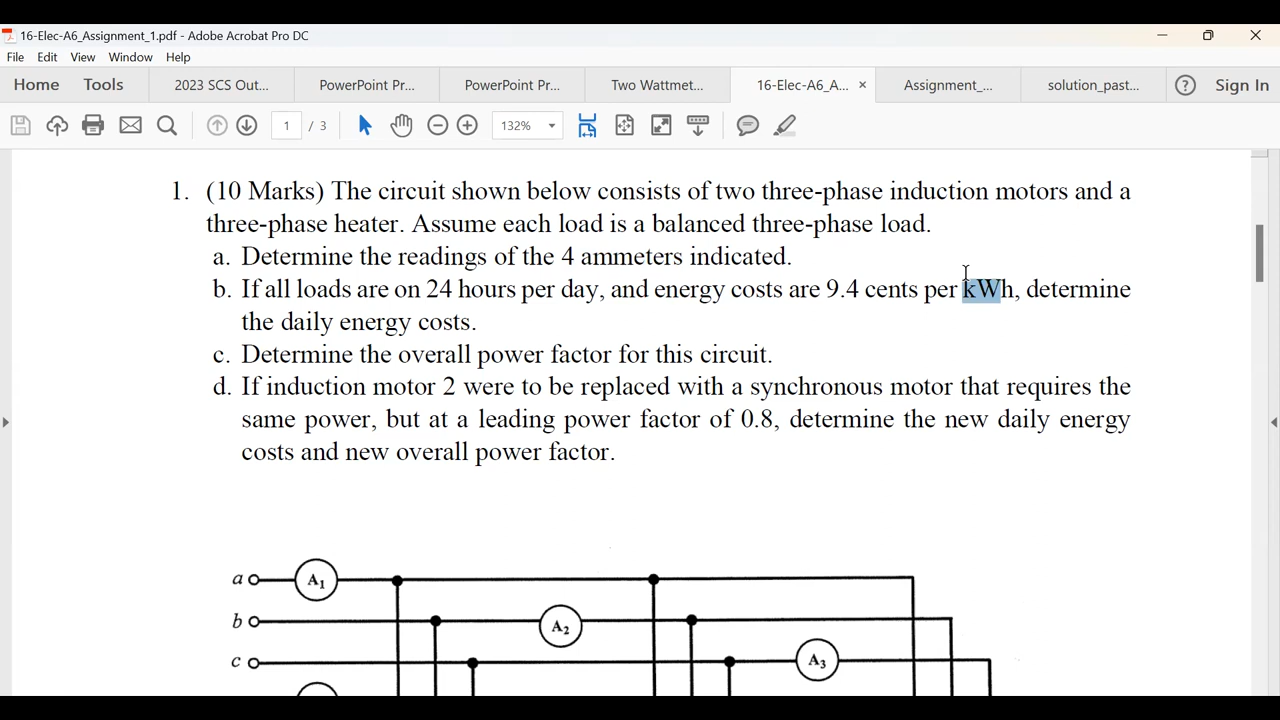 16-Elec-A6_Assignment_1.pdf - Adobe Acrobat Pro DC
File Edit View Window Help
Home Tools 2023 SCS Out... PowerPoint Pr... PowerPoint Pr... Two Wattmet... 16-Elec-A6_A... × Assignment_... solution_past... ? Sign In
1 / 3 132%
1. (10 Marks) The circuit shown below consists of two three-phase induction motors and a
three-phase heater. Assume each load is a balanced three-phase load.
a. Determine the readings of the 4 ammeters indicated.
b. If all loads are on 24 hours per day, and energy costs are 9.4 cents per kWh, determine
the daily energy costs.
c. Determine the overall power factor for this circuit.
d. If induction motor 2 were to be replaced with a synchronous motor that requires the
same power, but at a leading power factor of 0.8, determine the new daily energy
costs and new overall power factor.
a A1
b A2
c A3